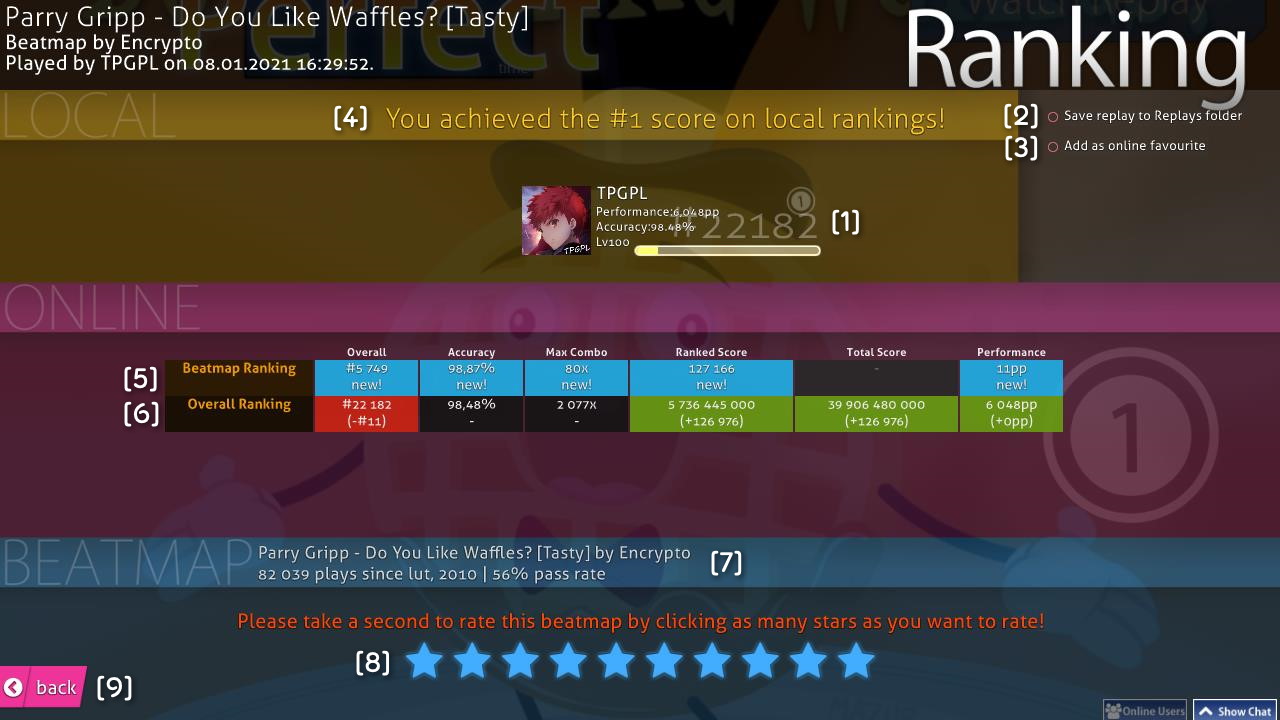 Parry Gripp - Do You Like Waffles? [Tasty]
Beatmap by Encrypto
Played by TPGPL on 08.01.2021 16:29:52.
Ranking
Watch Replay
Perfect
time
LOCAL
[4] You achieved the #1 score on local rankings!
[2] Save replay to Replays folder
[3] Add as online favourite
TPGPL
Performance:6,048pp
Accuracy:98.48%
Lv100
#22182
1
[1]
TPGPL
ONLINE
Overall Accuracy Max Combo Ranked Score Total Score Performance
[5] Beatmap Ranking #5 749 98,87% 80x 127 166 - 11pp
new! new! new! new! new!
[6] Overall Ranking #22 182 98,48% 2 077x 5 736 445 000 39 906 480 000 6 048pp
(-#11) - - (+126 976) (+126 976) (+0pp)
1
BEATMAP
Parry Gripp - Do You Like Waffles? [Tasty] by Encrypto
82 039 plays since lut, 2010 | 56% pass rate
[7]
Please take a second to rate this beatmap by clicking as many stars as you want to rate!
[8]
back [9]
Online Users Show Chat